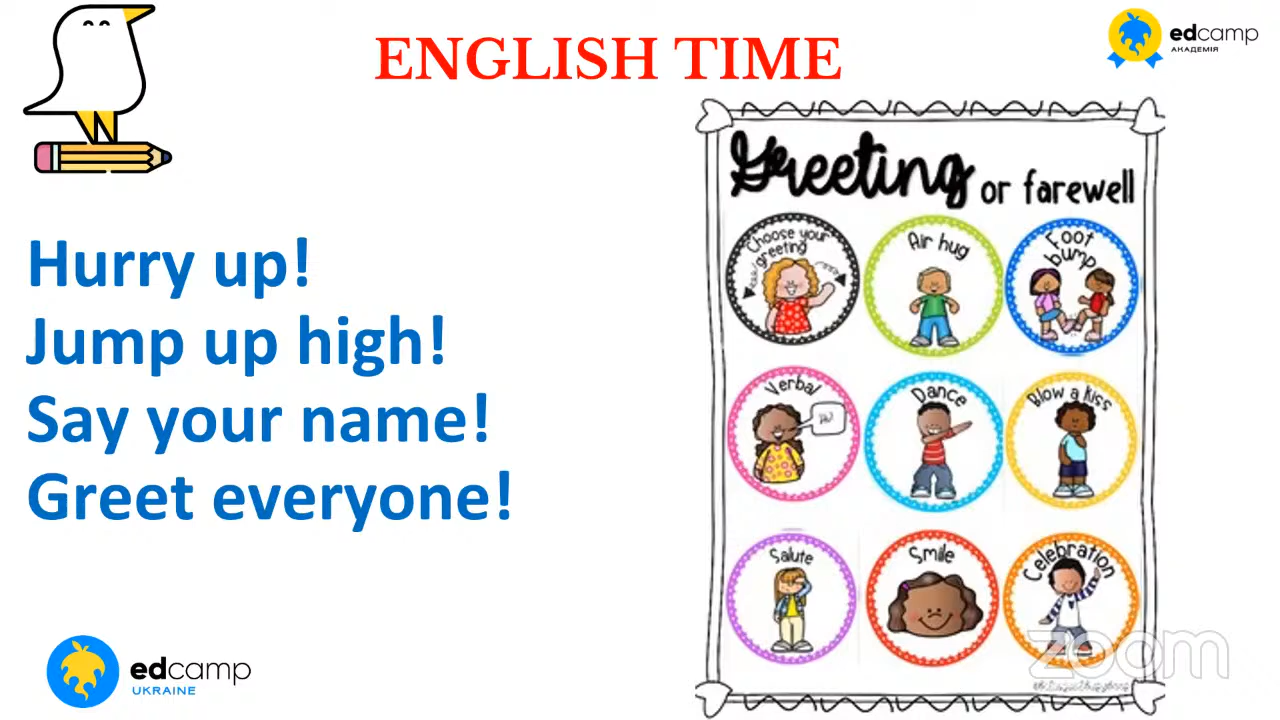 ENGLISH TIME
edcamp
АКАДЕМІЯ
Hurry up!
Jump up high!
Say your name!
Greet everyone!
Greeting or farewell
Choose your
greeting
Air hug
Foot
bump
Verbal
Hi!
Dance
Blow a kiss
Salute
Smile
Celebration
edcamp
UKRAINE
zoom